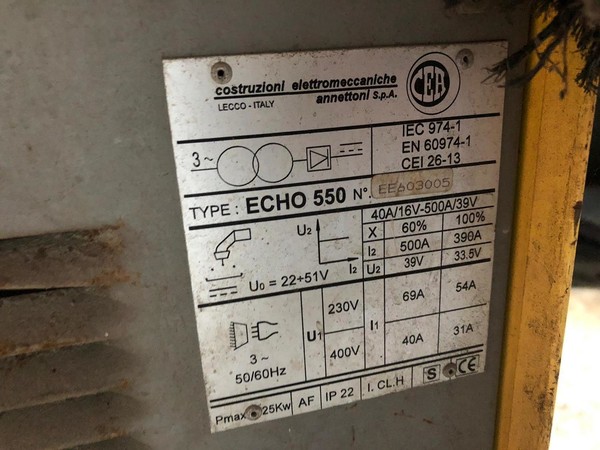 costruzioni elettromeccaniche
annettoni S.p.A.
LECCO - ITALY
CEA
3~
IEC 974-1
EN 60974-1
CEI 26-13
TYPE : ECHO 550 N°. EE603005
40A/16V-500A/39V
X 60% 100%
I2 500A 390A
U2 39V 33.5V
U2
I2
U0 = 22÷51V
3~
50/60Hz
U1 230V 400V
I1 69A 54A
40A 31A
Pmax 25Kw AF IP 22 I. CL.H S CE